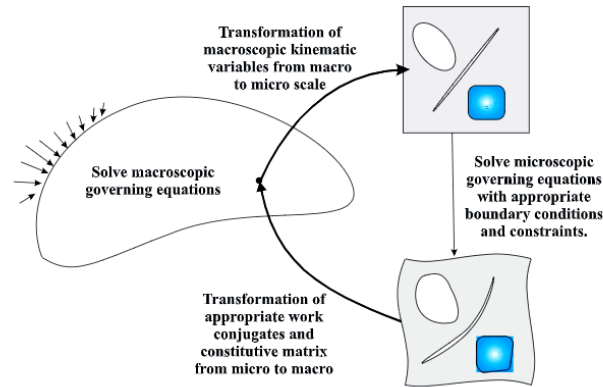 Transformation of
macroscopic kinematic
variables from macro
to micro scale
Solve macroscopic
governing equations
Solve microscopic
governing equations
with appropriate
boundary conditions
and constraints.
Transformation of
appropriate work
conjugates and
constitutive matrix
from micro to macro